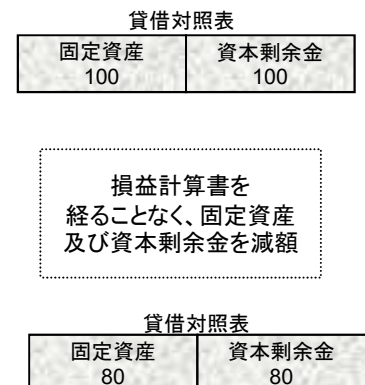 貸借対照表
固定資産 資本剰余金
100 100
損益計算書を
経ることなく、固定資産
及び資本剰余金を減額
貸借対照表
固定資産 資本剰余金
80 80